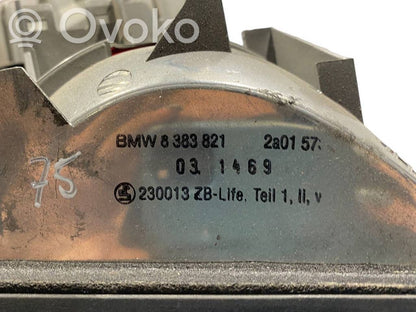 Ovoko
BMW 8 383 821 2a01 57
03. 1469
75
230013 ZB-Life, Teil 1, II, v